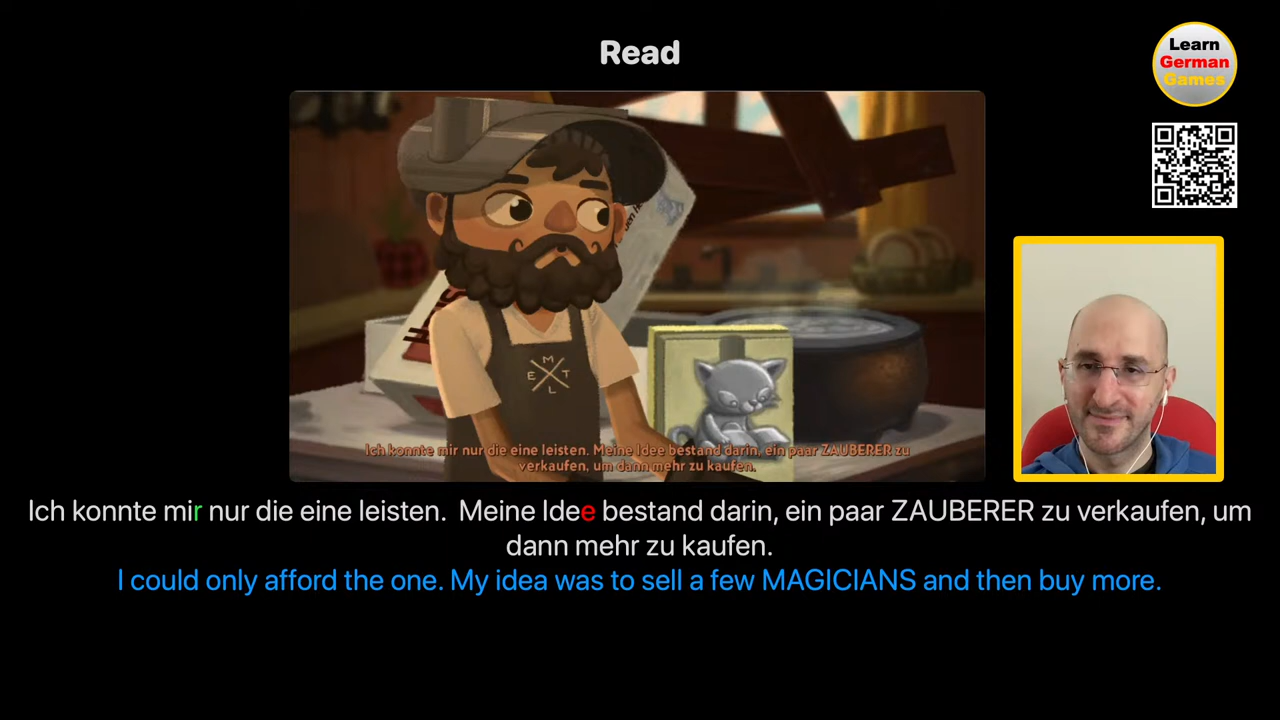 Read
Learn
German
Games
M
E T
L
Ich konnte mir nur die eine leisten. Meine Idee bestand darin, ein paar ZAUBERER zu
verkaufen, um dann mehr zu kaufen.
Ich konnte mir nur die eine leisten. Meine Idee bestand darin, ein paar ZAUBERER zu verkaufen, um
dann mehr zu kaufen.
I could only afford the one. My idea was to sell a few MAGICIANS and then buy more.